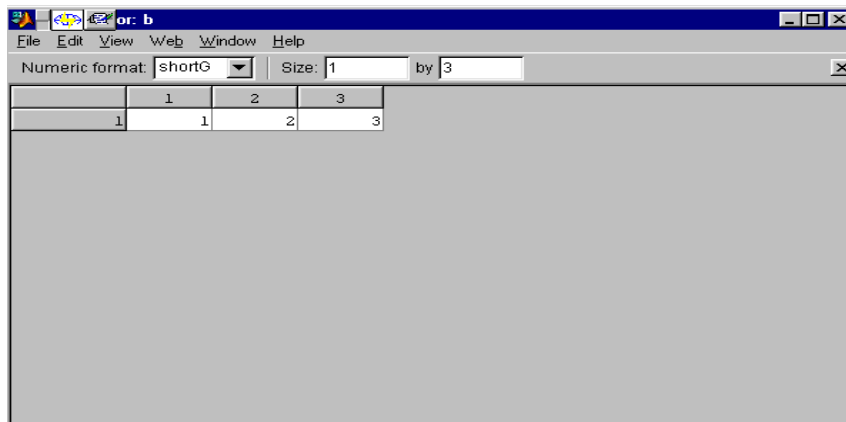 or: b
File Edit View Web Window Help
Numeric format: shortG Size: 1 by 3
1 2 3
1 1 2 3